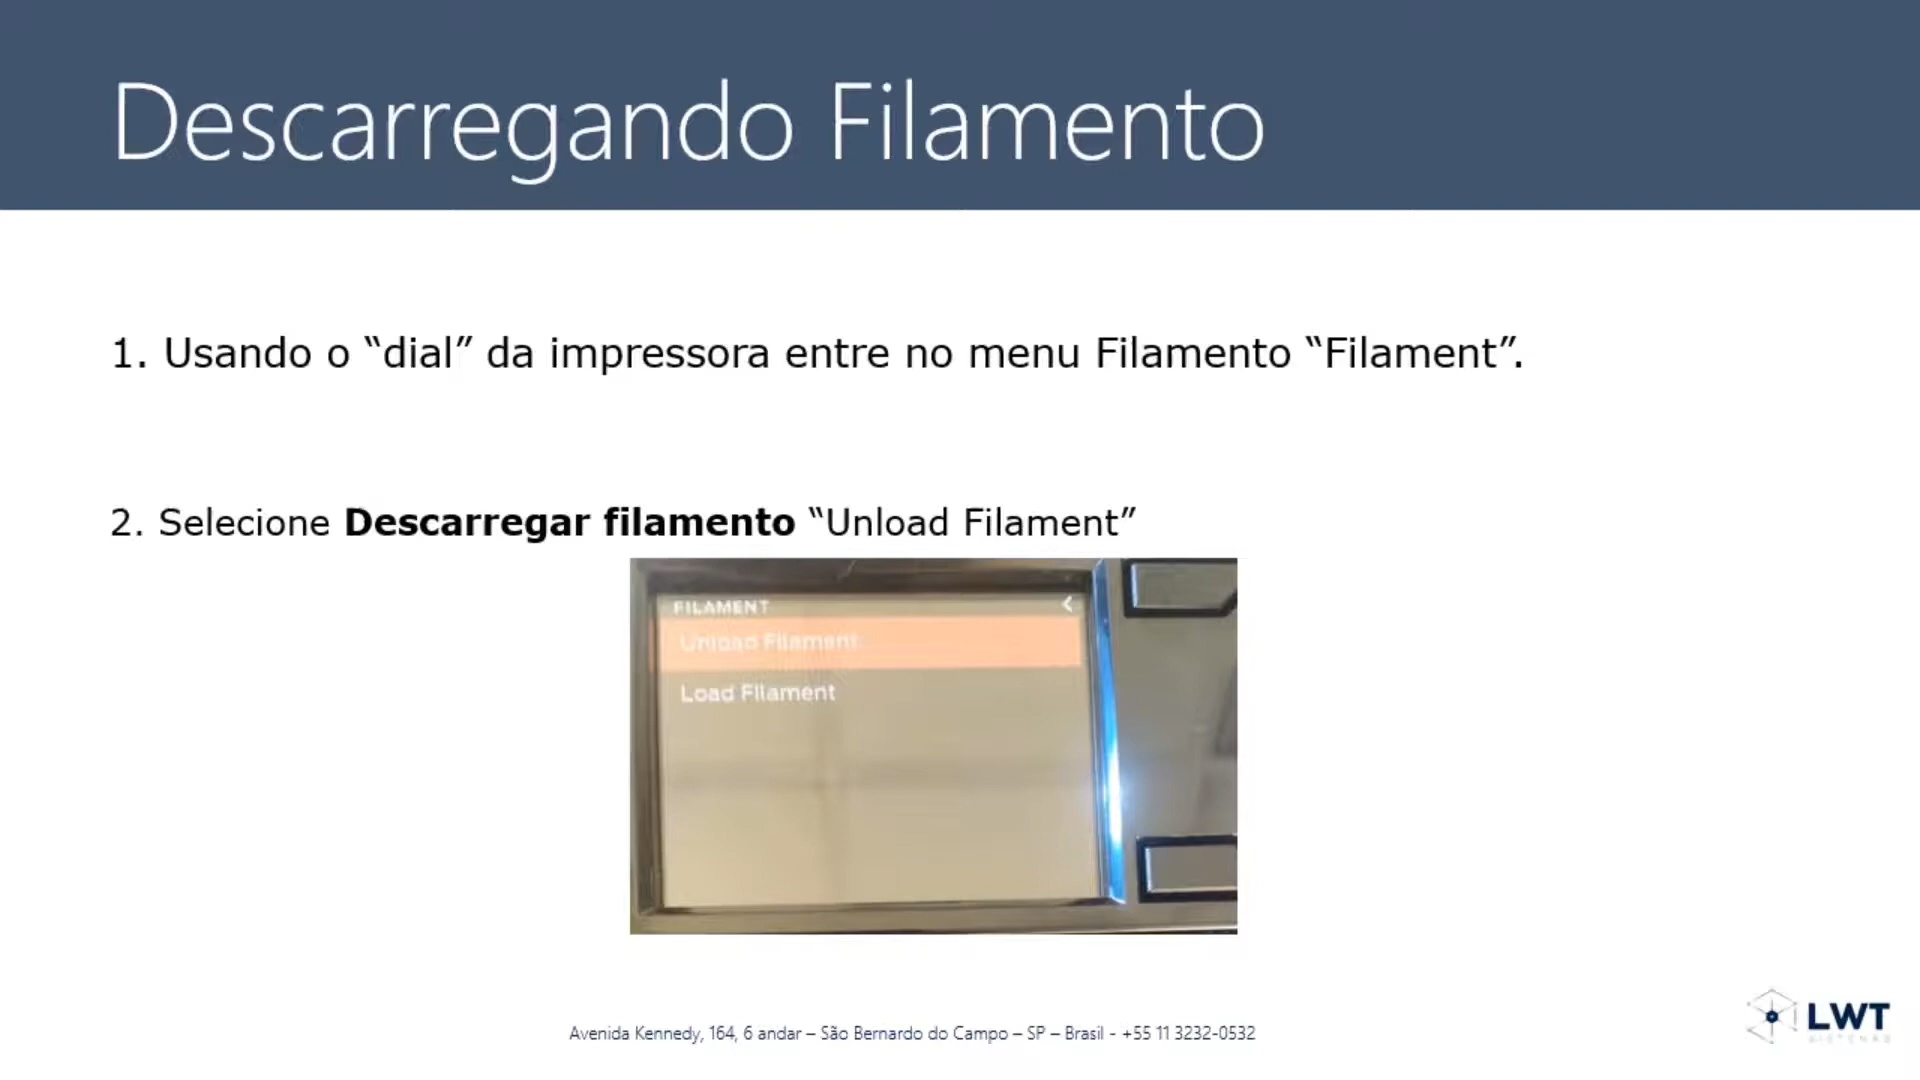 Descarregando Filamento
1. Usando o “dial” da impressora entre no menu Filamento “Filament”.
2. Selecione Descarregar filamento “Unload Filament”
FILAMENT <
Unload Filament
Load Filament
Avenida Kennedy, 164, 6 andar – São Bernardo do Campo – SP – Brasil - +55 11 3232-0532
LWT
SISTEMAS